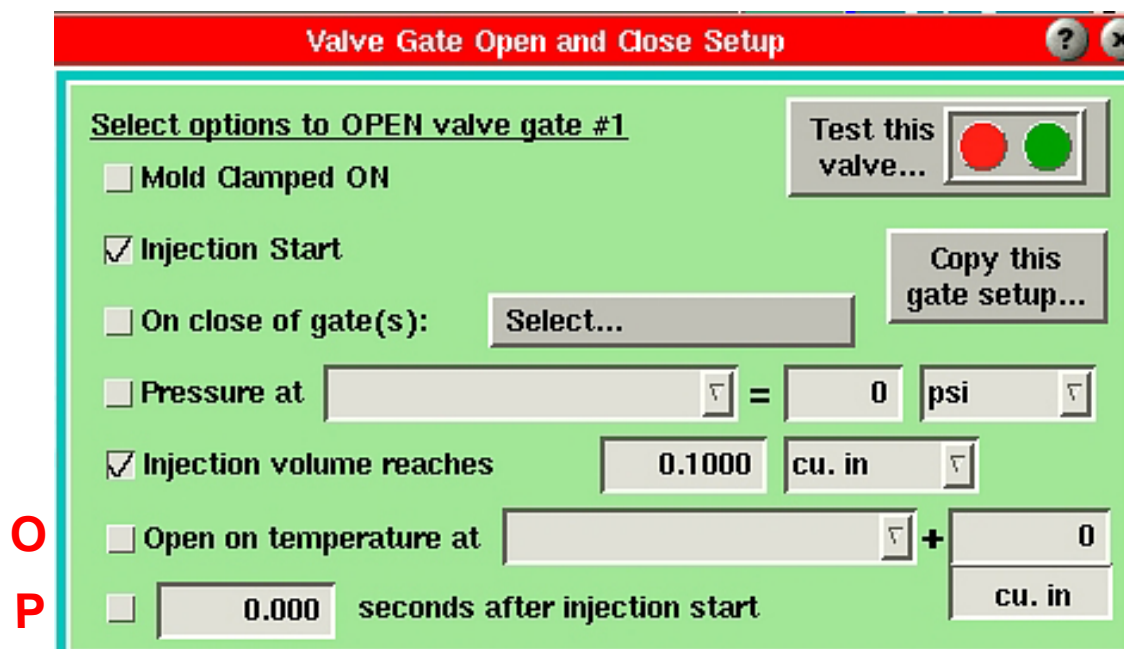 Valve Gate Open and Close Setup ? x
Select options to OPEN valve gate #1
Test this
valve...
Mold Clamped ON
Injection Start
Copy this
gate setup...
On close of gate(s): Select...
Pressure at = 0 psi
Injection volume reaches 0.1000 cu. in
O Open on temperature at + 0
cu. in
P 0.000 seconds after injection start